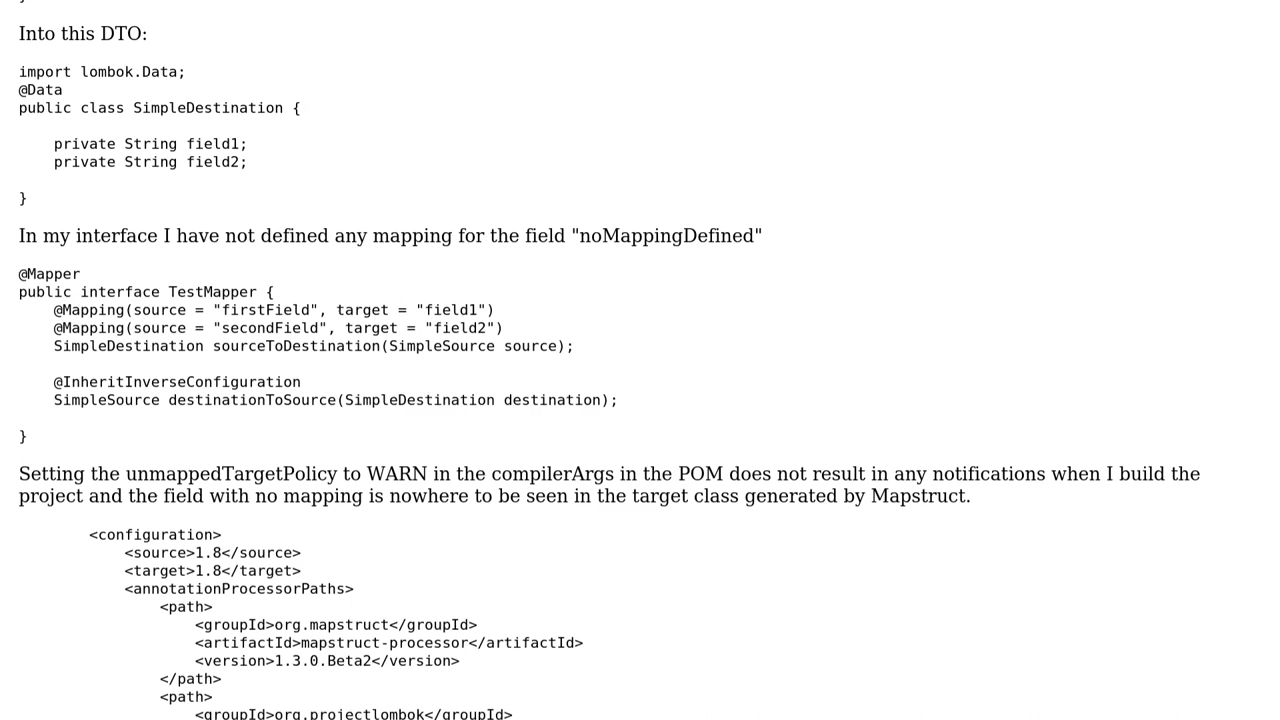 }
Into this DTO:
import lombok.Data;
@Data
public class SimpleDestination {
    private String field1;
    private String field2;
}
In my interface I have not defined any mapping for the field "noMappingDefined"
@Mapper
public interface TestMapper {
    @Mapping(source = "firstField", target = "field1")
    @Mapping(source = "secondField", target = "field2")
    SimpleDestination sourceToDestination(SimpleSource source);
    @InheritInverseConfiguration
    SimpleSource destinationToSource(SimpleDestination destination);
}
Setting the unmappedTargetPolicy to WARN in the compilerArgs in the POM does not result in any notifications when I build the
project and the field with no mapping is nowhere to be seen in the target class generated by Mapstruct.
        <configuration>
            <source>1.8</source>
            <target>1.8</target>
            <annotationProcessorPaths>
                <path>
                    <groupId>org.mapstruct</groupId>
                    <artifactId>mapstruct-processor</artifactId>
                    <version>1.3.0.Beta2</version>
                </path>
                <path>
                    <groupId>org.projectlombok</groupId>